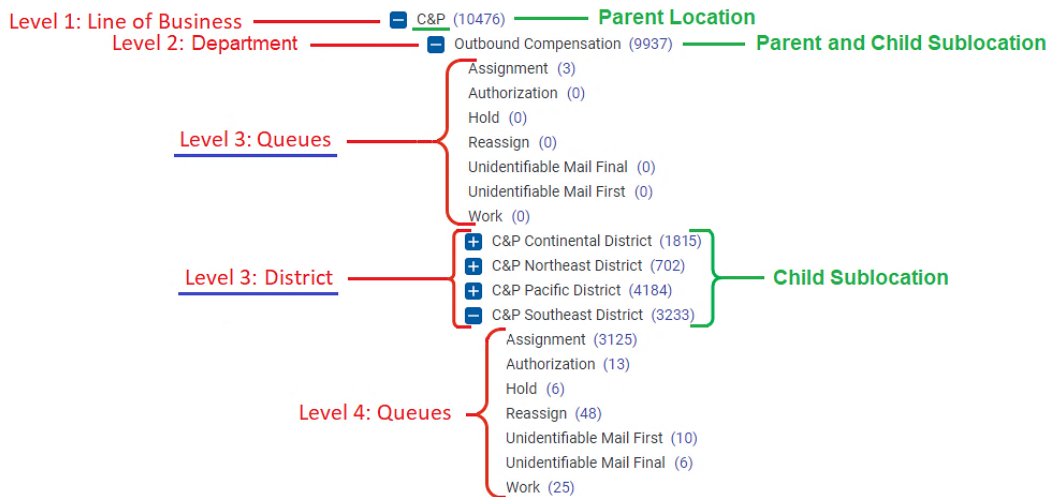 Level 1: Line of Business C&P (10476) Parent Location
Level 2: Department Outbound Compensation (9937) Parent and Child Sublocation
Assignment (3)
Authorization (0)
Hold (0)
Level 3: Queues Reassign (0)
Unidentifiable Mail Final (0)
Unidentifiable Mail First (0)
Work (0)
C&P Continental District (1815)
C&P Northeast District (702)
Level 3: District Child Sublocation
C&P Pacific District (4184)
C&P Southeast District (3233)
Assignment (3125)
Authorization (13)
Hold (6)
Level 4: Queues Reassign (48)
Unidentifiable Mail First (10)
Unidentifiable Mail Final (6)
Work (25)